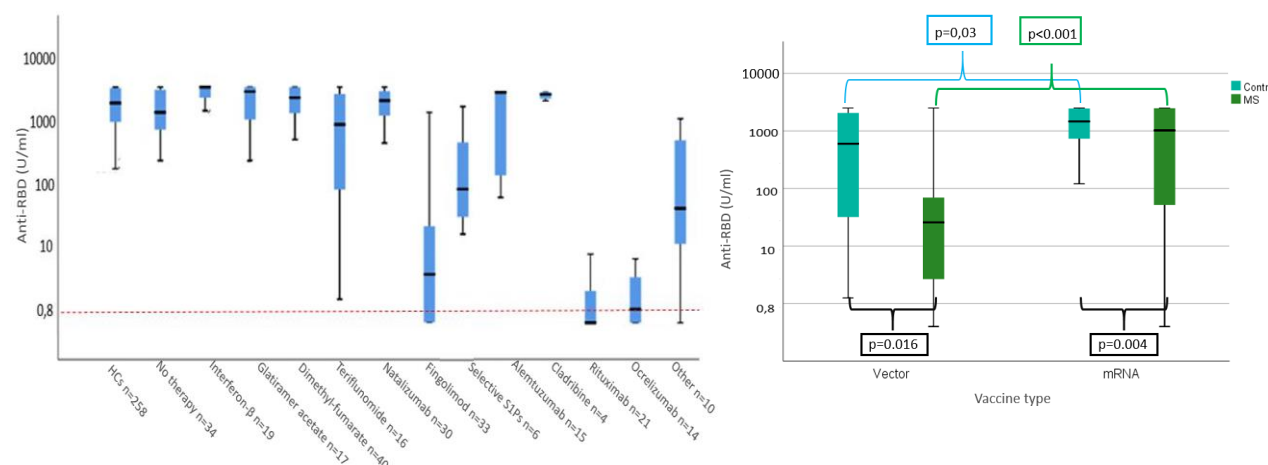 Anti-RBD (U/ml)
10000
1000
100
10
0,8
HCs n=258
No therapy n=34
Interferon-β n=19
Glatiramer acetate n=17
Dimethyl-fumarate n=40
Teriflunomide n=16
Natalizumab n=30
Fingolimod n=33
Selective S1Ps n=6
Alemtuzumab n=15
Cladribine n=4
Rituximab n=21
Ocrelizumab n=14
Other n=10
p=0,03
p<0.001
Anti-RBD (U/ml)
10000
1000
100
10
0,8
Contr
MS
p=0.016
p=0.004
Vector
mRNA
Vaccine type